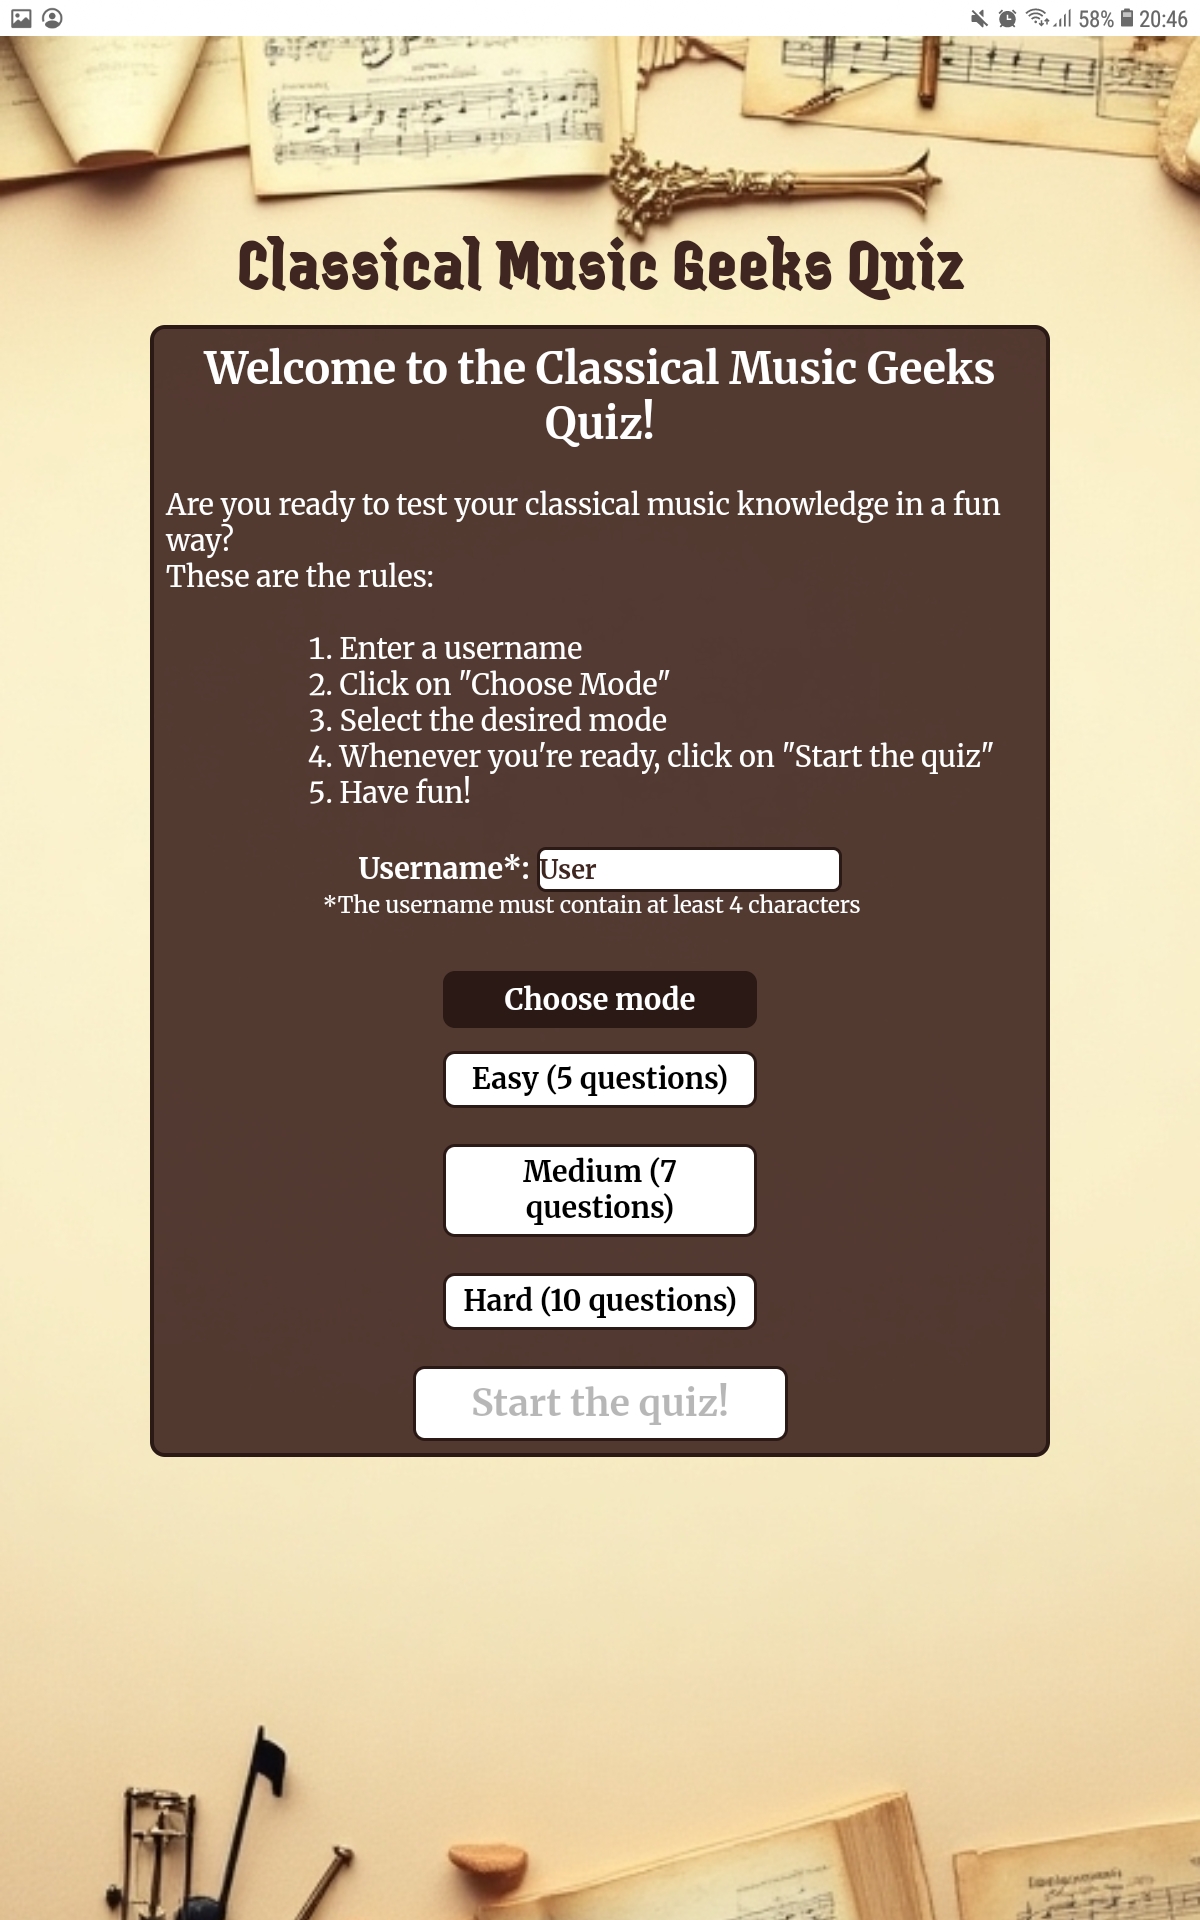 58% 20:46
Classical Music Geeks Quiz
Welcome to the Classical Music Geeks
Quiz!
Are you ready to test your classical music knowledge in a fun
way?
These are the rules:
1. Enter a username
2. Click on "Choose Mode"
3. Select the desired mode
4. Whenever you're ready, click on "Start the quiz"
5. Have fun!
Username*: User
*The username must contain at least 4 characters
Choose mode
Easy (5 questions)
Medium (7
questions)
Hard (10 questions)
Start the quiz!